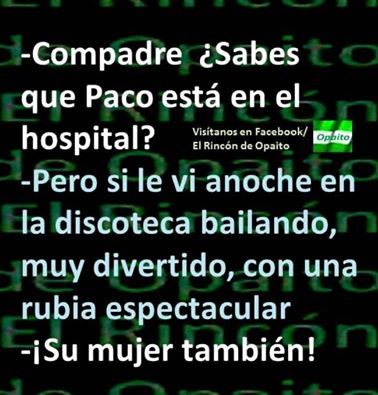 -Compadre ¿Sabes
que Paco está en el
hospital?
Visítanos en Facebook/
El Rincón de Opaito
Opaito
-Pero si le vi anoche en
la discoteca bailando,
muy divertido, con una
rubia espectacular
-¡Su mujer también!